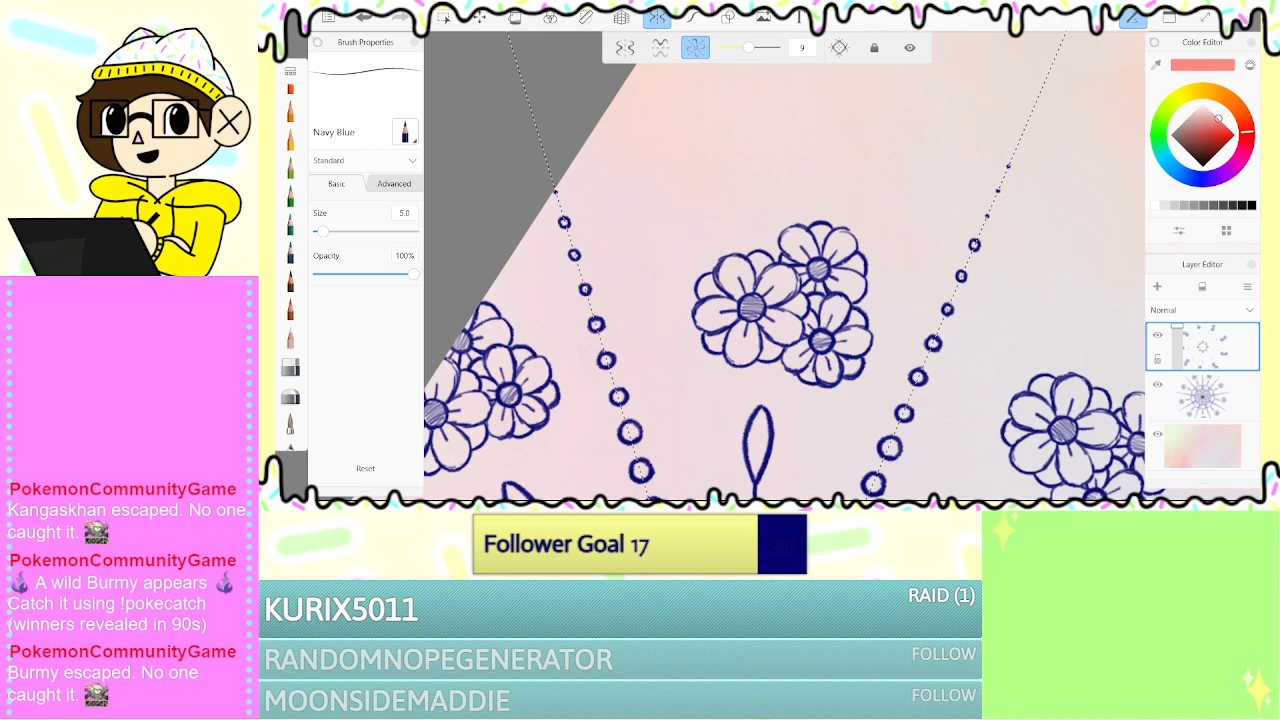 Brush Properties
Navy Blue
Standard
Basic
Advanced
Size
5.0
Opacity
100%
Reset
9
Color Editor
Layer Editor
Normal
PokemonCommunityGame
Kangaskhan escaped. No one
caught it.
PokemonCommunityGame
A wild Burmy appears
Catch it using !pokecatch
(winners revealed in 90s)
PokemonCommunityGame
Burmy escaped. No one
caught it.
Follower Goal 17
KURIX5011
RAID (1)
RANDOMNOPEGENERATOR
FOLLOW
MOONSIDEMADDIE
FOLLOW